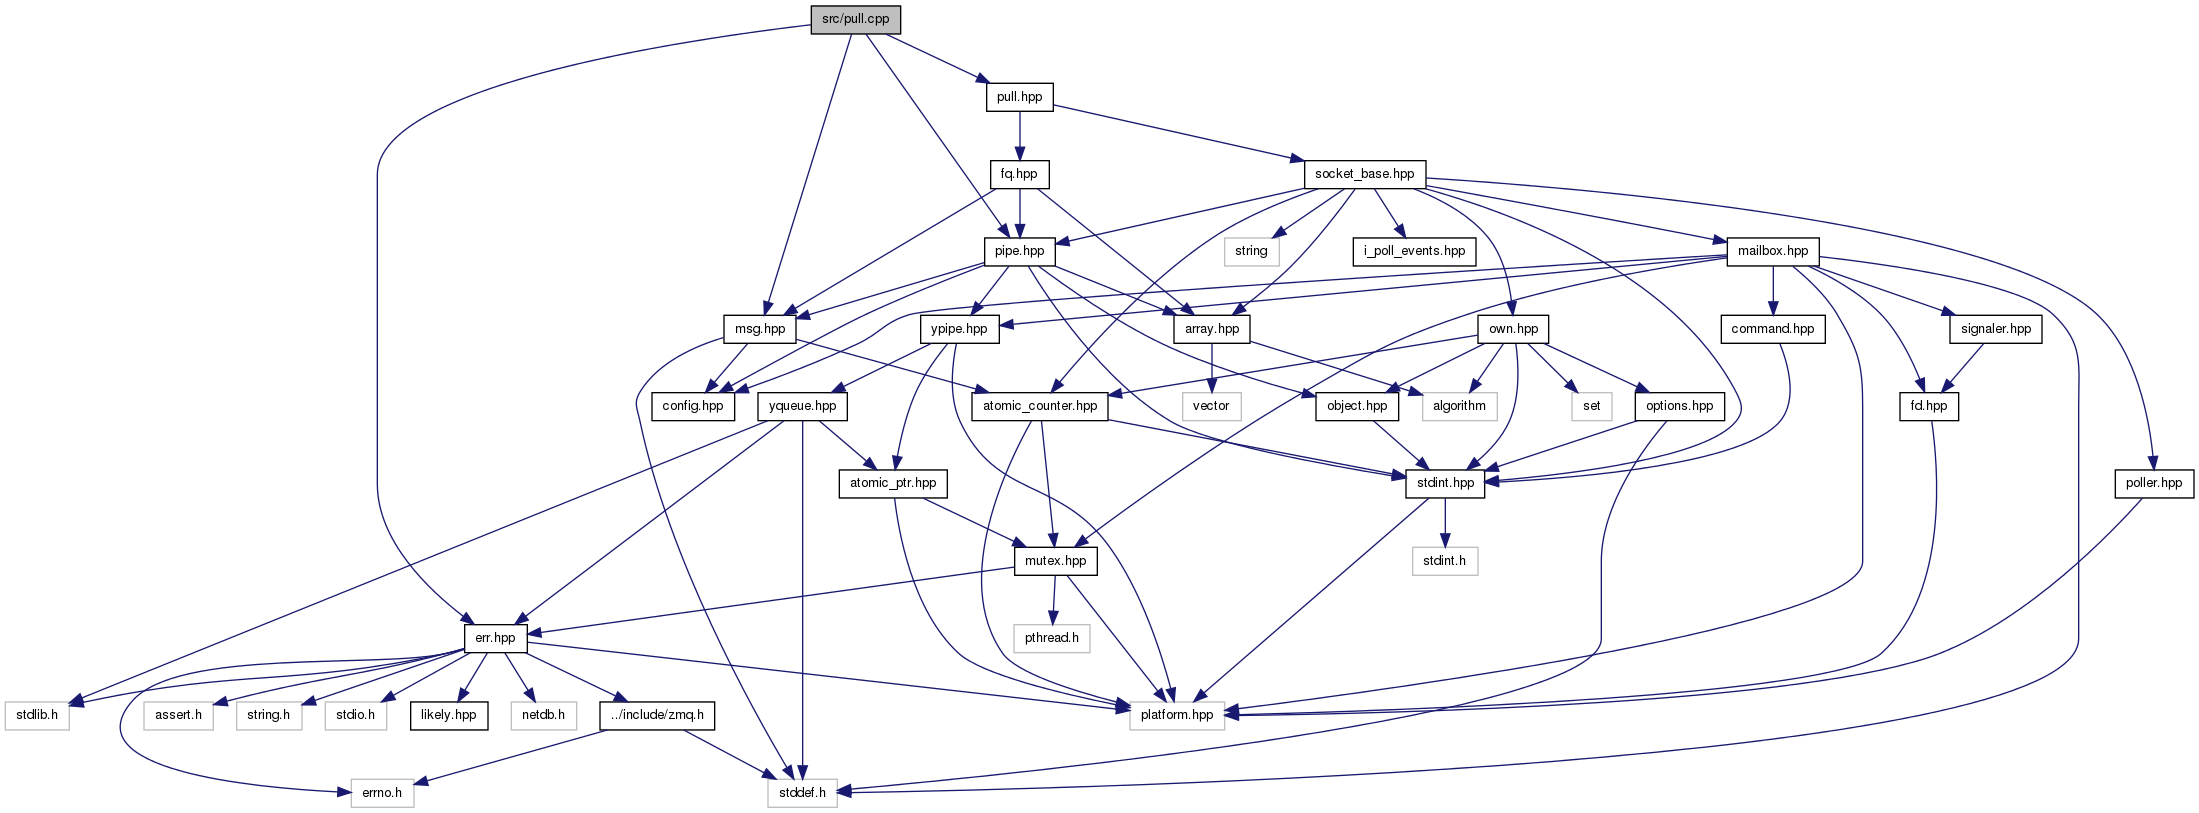 src/pull.cpp
pull.hpp
fq.hpp
socket_base.hpp
pipe.hpp
string
i_poll_events.hpp
mailbox.hpp
msg.hpp
ypipe.hpp
array.hpp
own.hpp
command.hpp
signaler.hpp
config.hpp
yqueue.hpp
atomic_counter.hpp
vector
object.hpp
algorithm
set
options.hpp
fd.hpp
atomic_ptr.hpp
stdint.hpp
poller.hpp
mutex.hpp
stdint.h
err.hpp
pthread.h
stdlib.h
assert.h
string.h
stdio.h
likely.hpp
netdb.h
../include/zmq.h
platform.hpp
errno.h
stddef.h